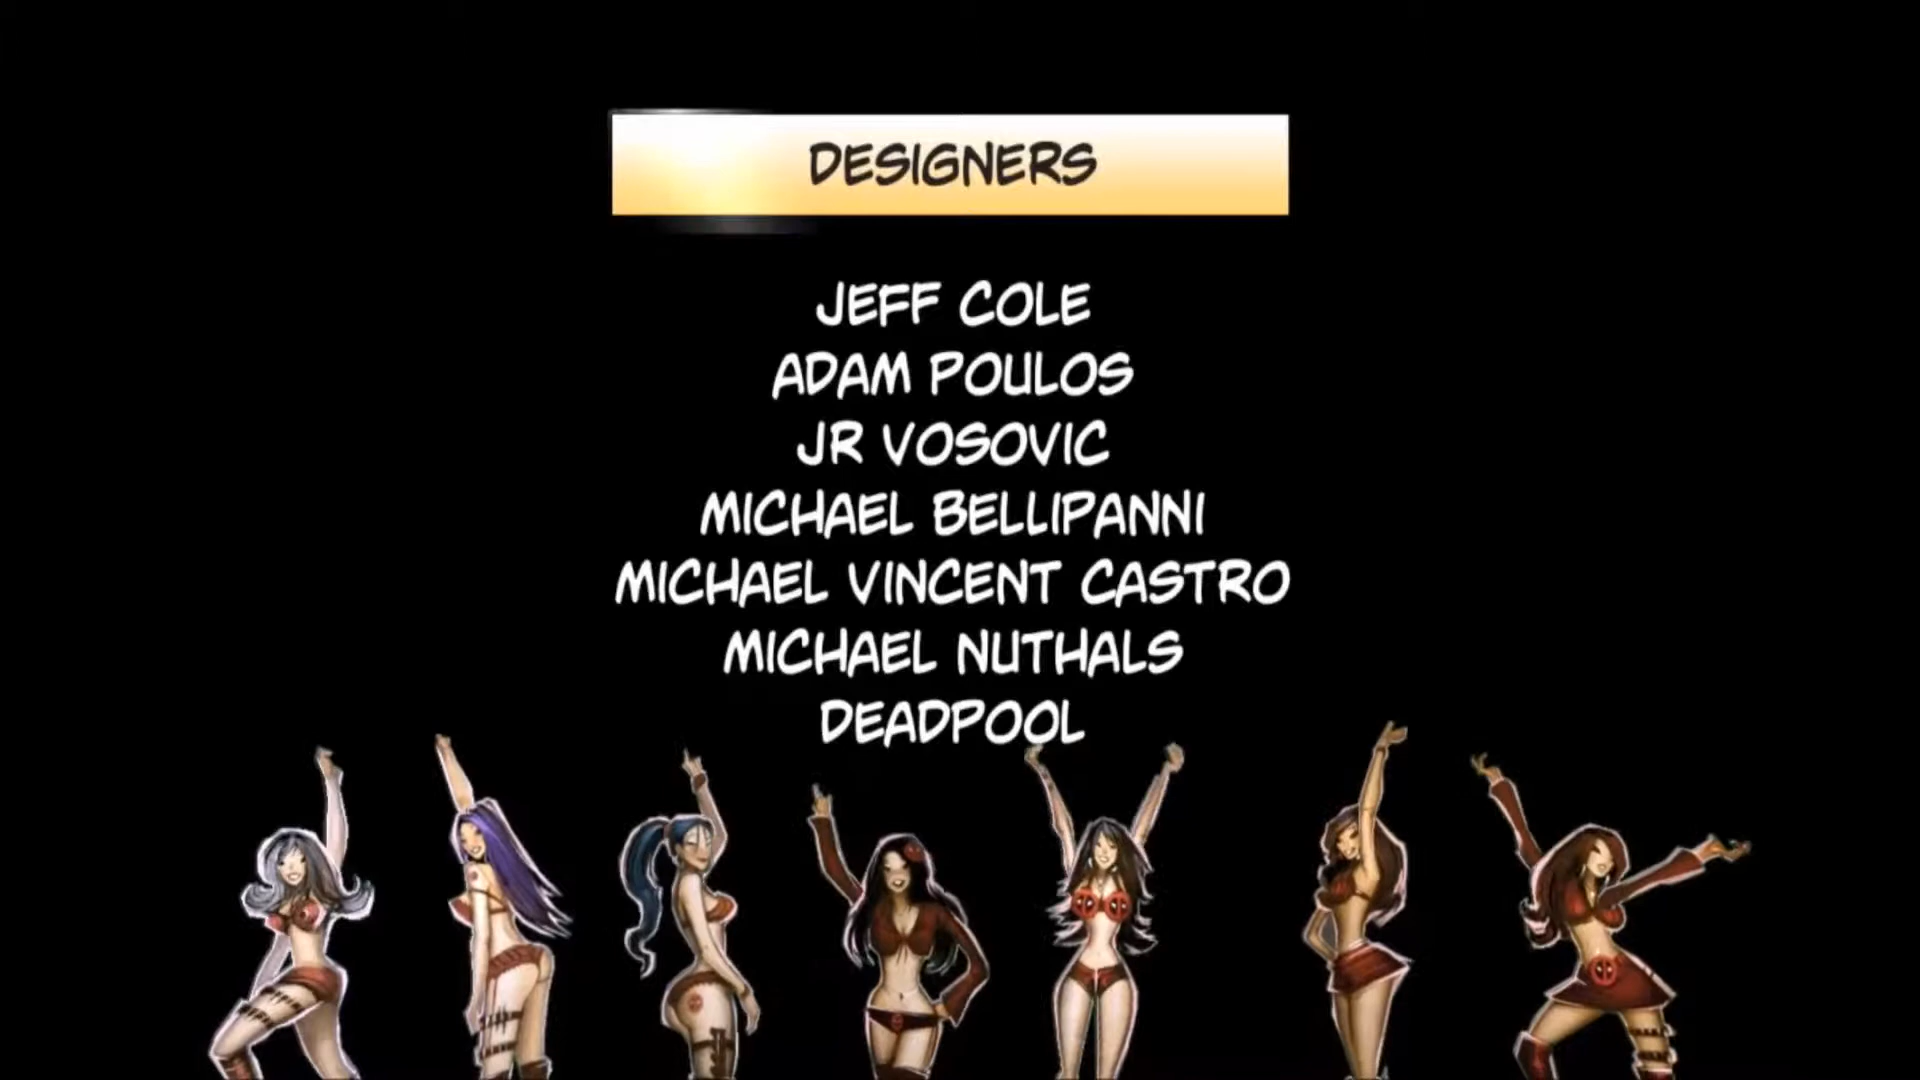 DESIGNERS
JEFF COLE
ADAM POULOS
JR VOSOVIC
MICHAEL BELLIPANNI
MICHAEL VINCENT CASTRO
MICHAEL NUTHALS
DEADPOOL